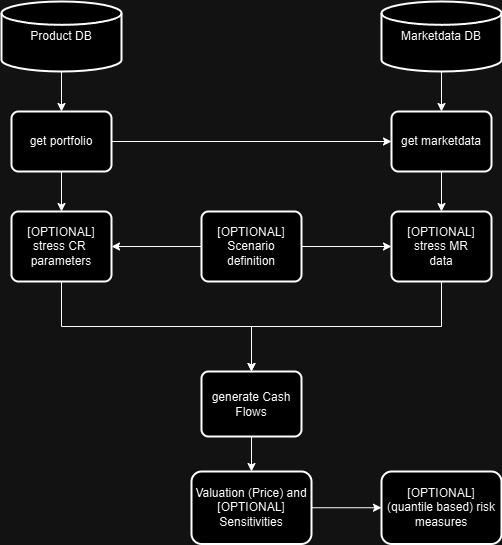 Product DB
Marketdata DB
get portfolio
get marketdata
[OPTIONAL]
stress CR
parameters
[OPTIONAL]
Scenario
definition
[OPTIONAL]
stress MR
data
generate Cash
Flows
Valuation (Price) and
[OPTIONAL]
Sensitivities
[OPTIONAL]
(quantile based) risk
measures